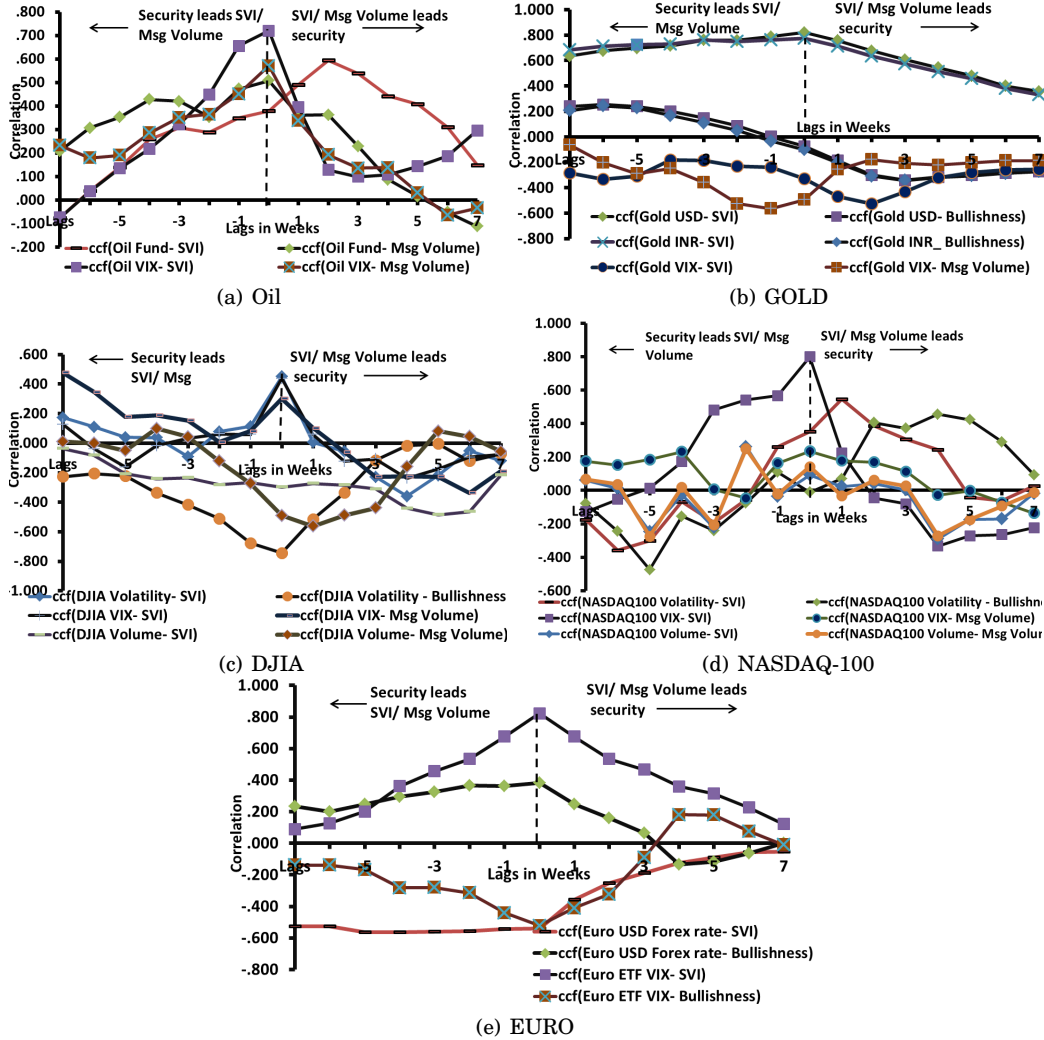 .800
.700
.600
.500
.400
.300
.200
.100
.000
-.100
-.200
Correlation
Security leads SVI/
Msg Volume
SVI/ Msg Volume leads
security
Lags -5 -3 -1 1 3 5 7
Lags in Weeks
ccf(Oil Fund- SVI)
ccf(Oil Fund- Msg Volume)
ccf(Oil VIX- SVI)
ccf(Oil VIX- Msg Volume)
(a) Oil
1.000
.800
.600
.400
.200
.000
-.200
-.400
-.600
-.800
Correlation
Security leads SVI/
Msg Volume
SVI/ Msg Volume leads
security
Lags in Weeks
Lags -5 -3 -1 1 3 5 7
ccf(Gold USD- SVI)
ccf(Gold USD- Bullishness)
ccf(Gold INR- SVI)
ccf(Gold INR_ Bullishness)
ccf(Gold VIX- SVI)
ccf(Gold VIX- Msg Volume)
(b) GOLD
.600
.400
.200
.000
-.200
-.400
-.600
-.800
1.000
Correlation
Security leads
SVI/ Msg
SVI/ Msg Volume leads
security
Lags -5 -3 -1 1 3 5 7
Lags in Weeks
ccf(DJIA Volatility- SVI)
ccf(DJIA Volatility - Bullishness
ccf(DJIA VIX- SVI)
ccf(DJIA VIX- Msg Volume)
ccf(DJIA Volume- SVI)
ccf(DJIA Volume- Msg Volume)
(c) DJIA
1.000
.800
.600
.400
.200
.000
-.200
-.400
-.600
Correlation
Security leads SVI/ Msg
Volume
SVI/ Msg Volume leads
security
Lags -5 -3 -1 1 3 5 7
Lags in Weeks
ccf(NASDAQ100 Volatility- SVI)
ccf(NASDAQ100 Volatility - Bullishne
ccf(NASDAQ100 VIX- SVI)
ccf(NASDAQ100 VIX- Msg Volume)
ccf(NASDAQ100 Volume- SVI)
ccf(NASDAQ100 Volume- Msg Volum
(d) NASDAQ-100
1.000
.800
.600
.400
.200
.000
-.200
-.400
-.600
-.800
Correlation
Security leads
SVI/ Msg Volume
SVI/ Msg Volume leads
security
Lags -5 -3 -1 1 3 5 7
Lags in Weeks
ccf(Euro USD Forex rate- SVI)
ccf(Euro USD Forex rate- Bullishness)
ccf(Euro ETF VIX- SVI)
ccf(Euro ETF VIX- Bullishness)
(e) EURO